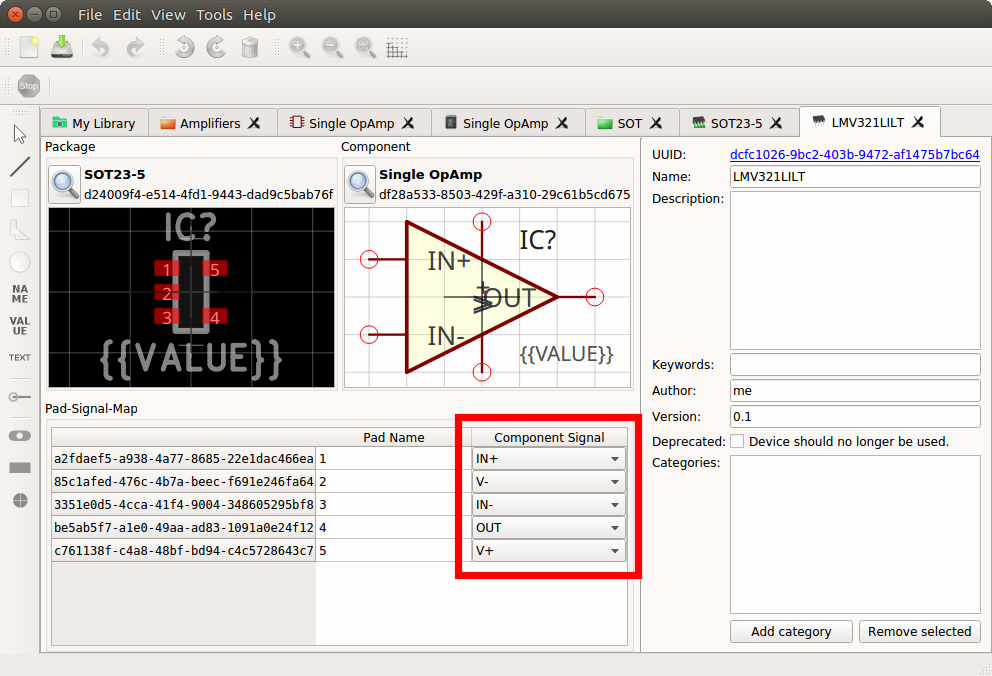 File Edit View Tools Help
Stop
My Library Amplifiers Single OpAmp Single OpAmp SOT SOT23-5 LMV321LILT
Package
SOT23-5
d24009f4-e514-4fd1-9443-dad9c5bab76f
IC?
1 5
2
3 4
{{VALUE}}
Component
Single OpAmp
df28a533-8503-429f-a310-29c61b5cd675
IC?
IN+
OUT
IN-
{{VALUE}}
NA
ME
VAL
UE
TEXT
Pad-Signal-Map
Pad Name Component Signal
a2fdaef5-a938-4a77-8685-22e1dac466ea 1 IN+
85c1afed-476c-4b7a-beec-f691e246fa64 2 V-
3351e0d5-4cca-41f4-9004-348605295bf8 3 IN-
be5ab5f7-a1e0-49aa-ad83-1091a0e24f12 4 OUT
c761138f-c4a8-48bf-bd94-c4c5728643c7 5 V+
UUID: dcfc1026-9bc2-403b-9472-af1475b7bc64
Name: LMV321LILT
Description:
Keywords:
Author: me
Version: 0.1
Deprecated: Device should no longer be used.
Categories:
Add category Remove selected